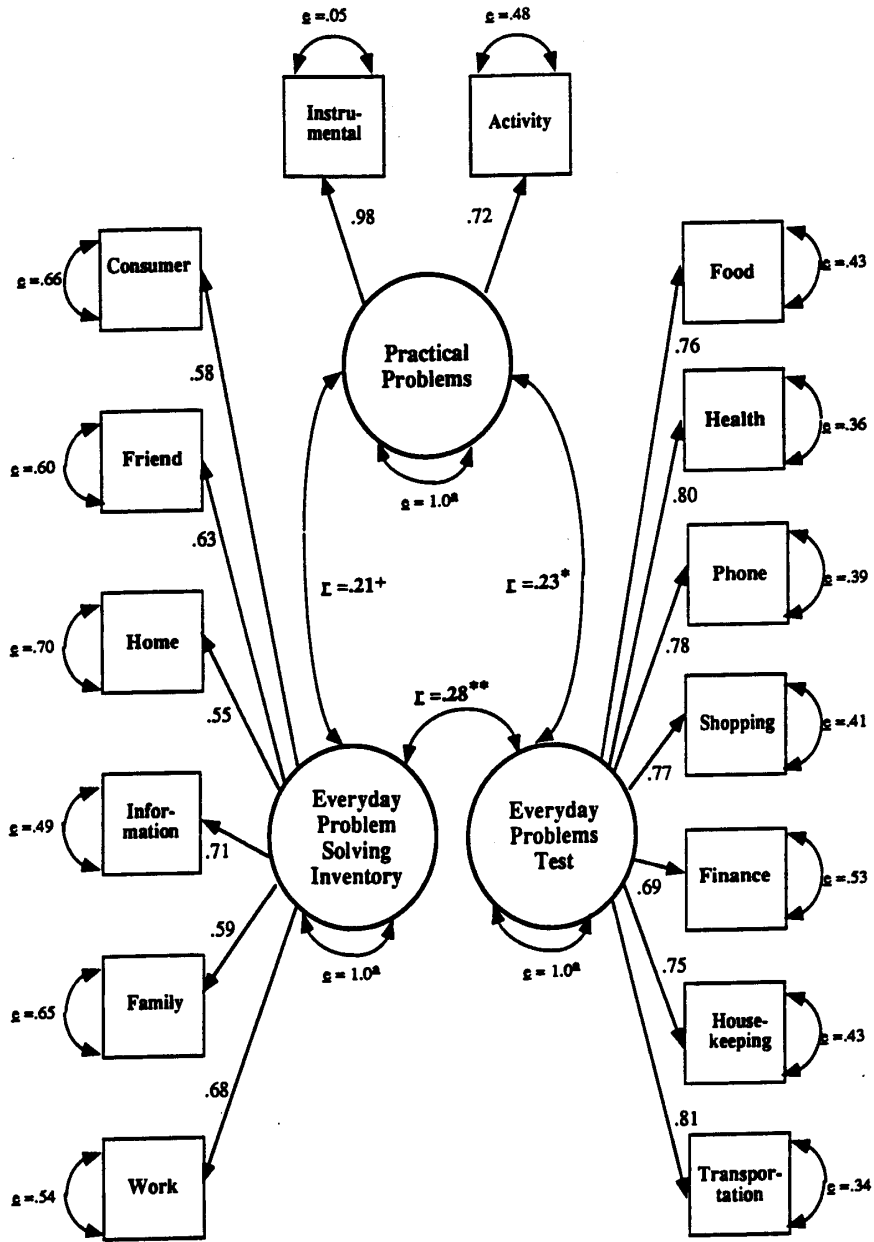 e =.05
e =.48
Instru-
mental
Activity
.98
.72
Consumer
e =.66
.58
Food
e =.43
.76
Practical
Problems
e = 1.0ª
Friend
e =.60
.63
Health
e =.36
.80
Phone
e =.39
.78
r =.21+
r =.23*
r =.28**
Home
e =.70
.55
Shopping
e =.41
.77
Infor-
mation
e =.49
.71
Everyday
Problem
Solving
Inventory
e = 1.0ª
Everyday
Problems
Test
e = 1.0ª
Finance
e =.53
.69
Family
e =.65
.59
House-
keeping
e =.43
.75
Work
e =.54
.68
Transpor-
tation
e =.34
.81